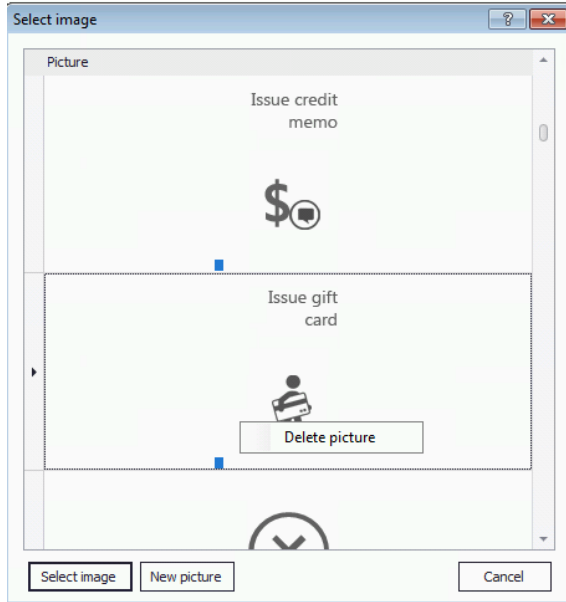 Select image
Picture
Issue credit
memo
$
Issue gift
card
Delete picture
Select image
New picture
Cancel